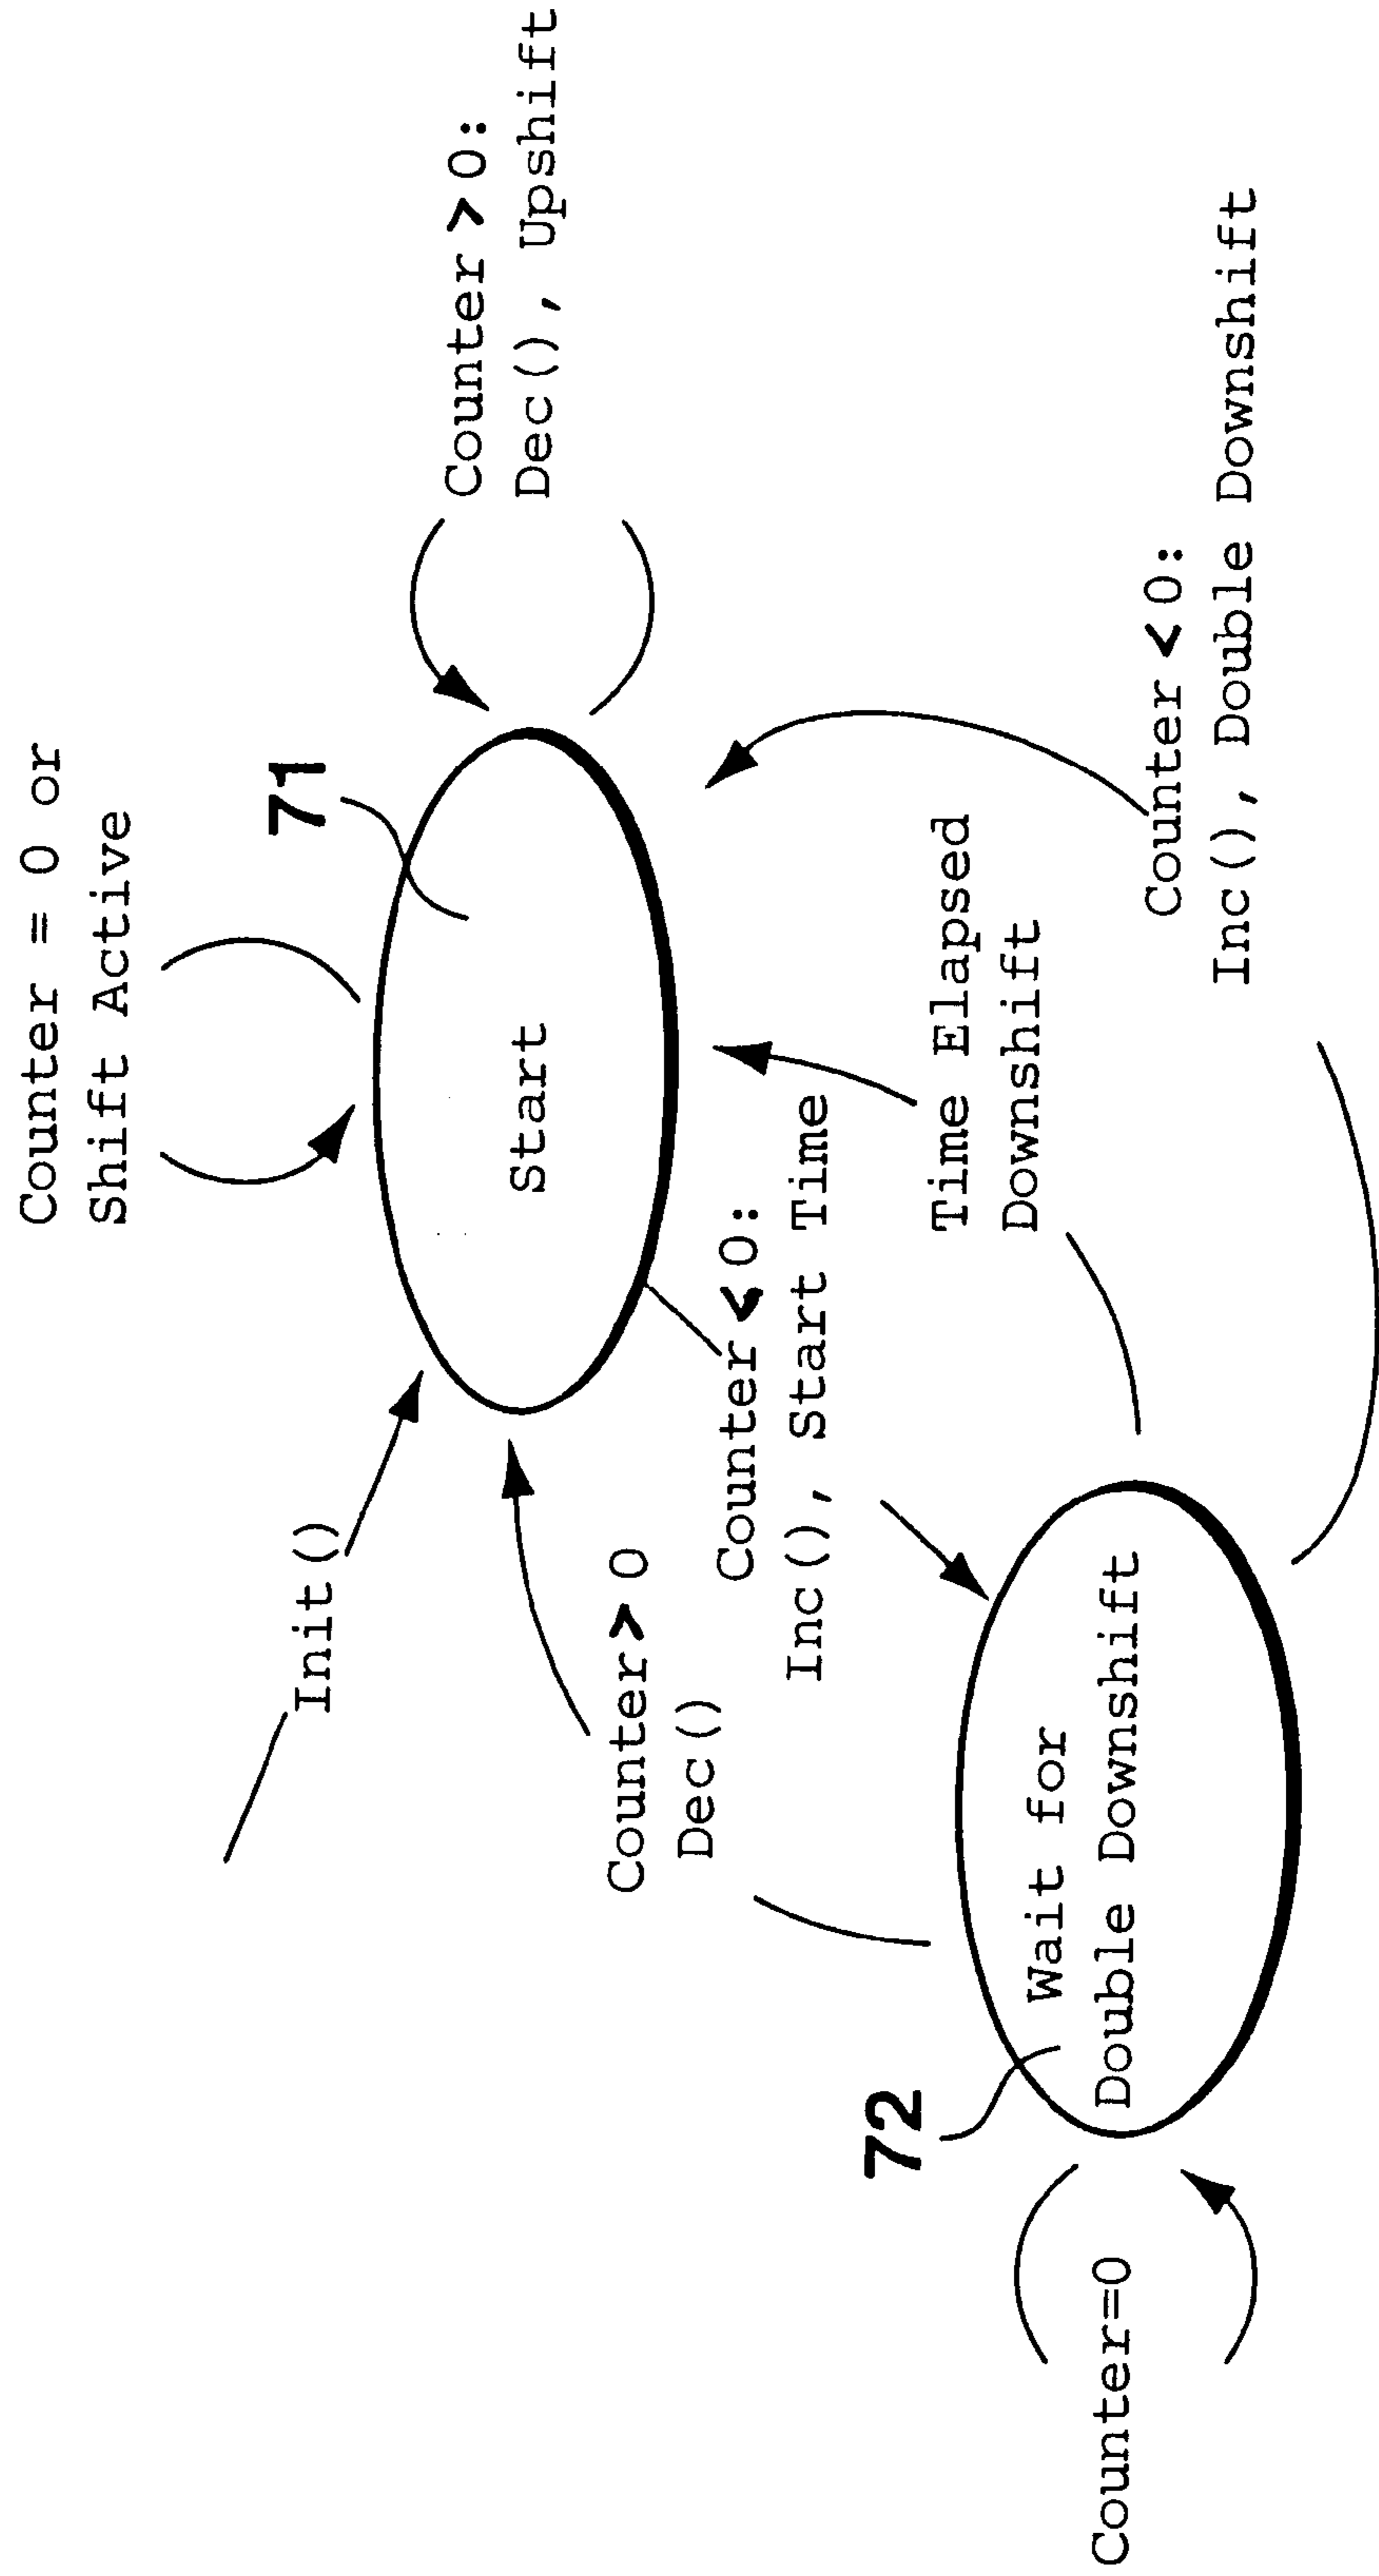 Counter = 0 or
Shift Active
71
Init()
Start
Counter > 0:
Dec(), Upshift
Counter > 0
Dec()
Counter < 0:
Inc(), Start Time
Time Elapsed
Downshift
72
Wait for
Double Downshift
Counter=0
Counter < 0:
Inc(), Double Downshift